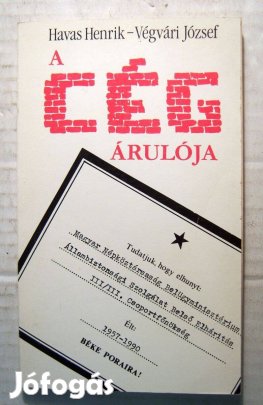 Havas Henrik – Végvári József
A
CÉG
ÁRULÓJA
Tudatjuk, hogy elhunyt:
Magyar Népköztársaság Belügyminisztérium
Állambiztonsági Szolgálat Belső Elhárítás
III/III. Csoportfőnökség
Élt:
1957-1990
BÉKE PORAIRA!
Jófogás